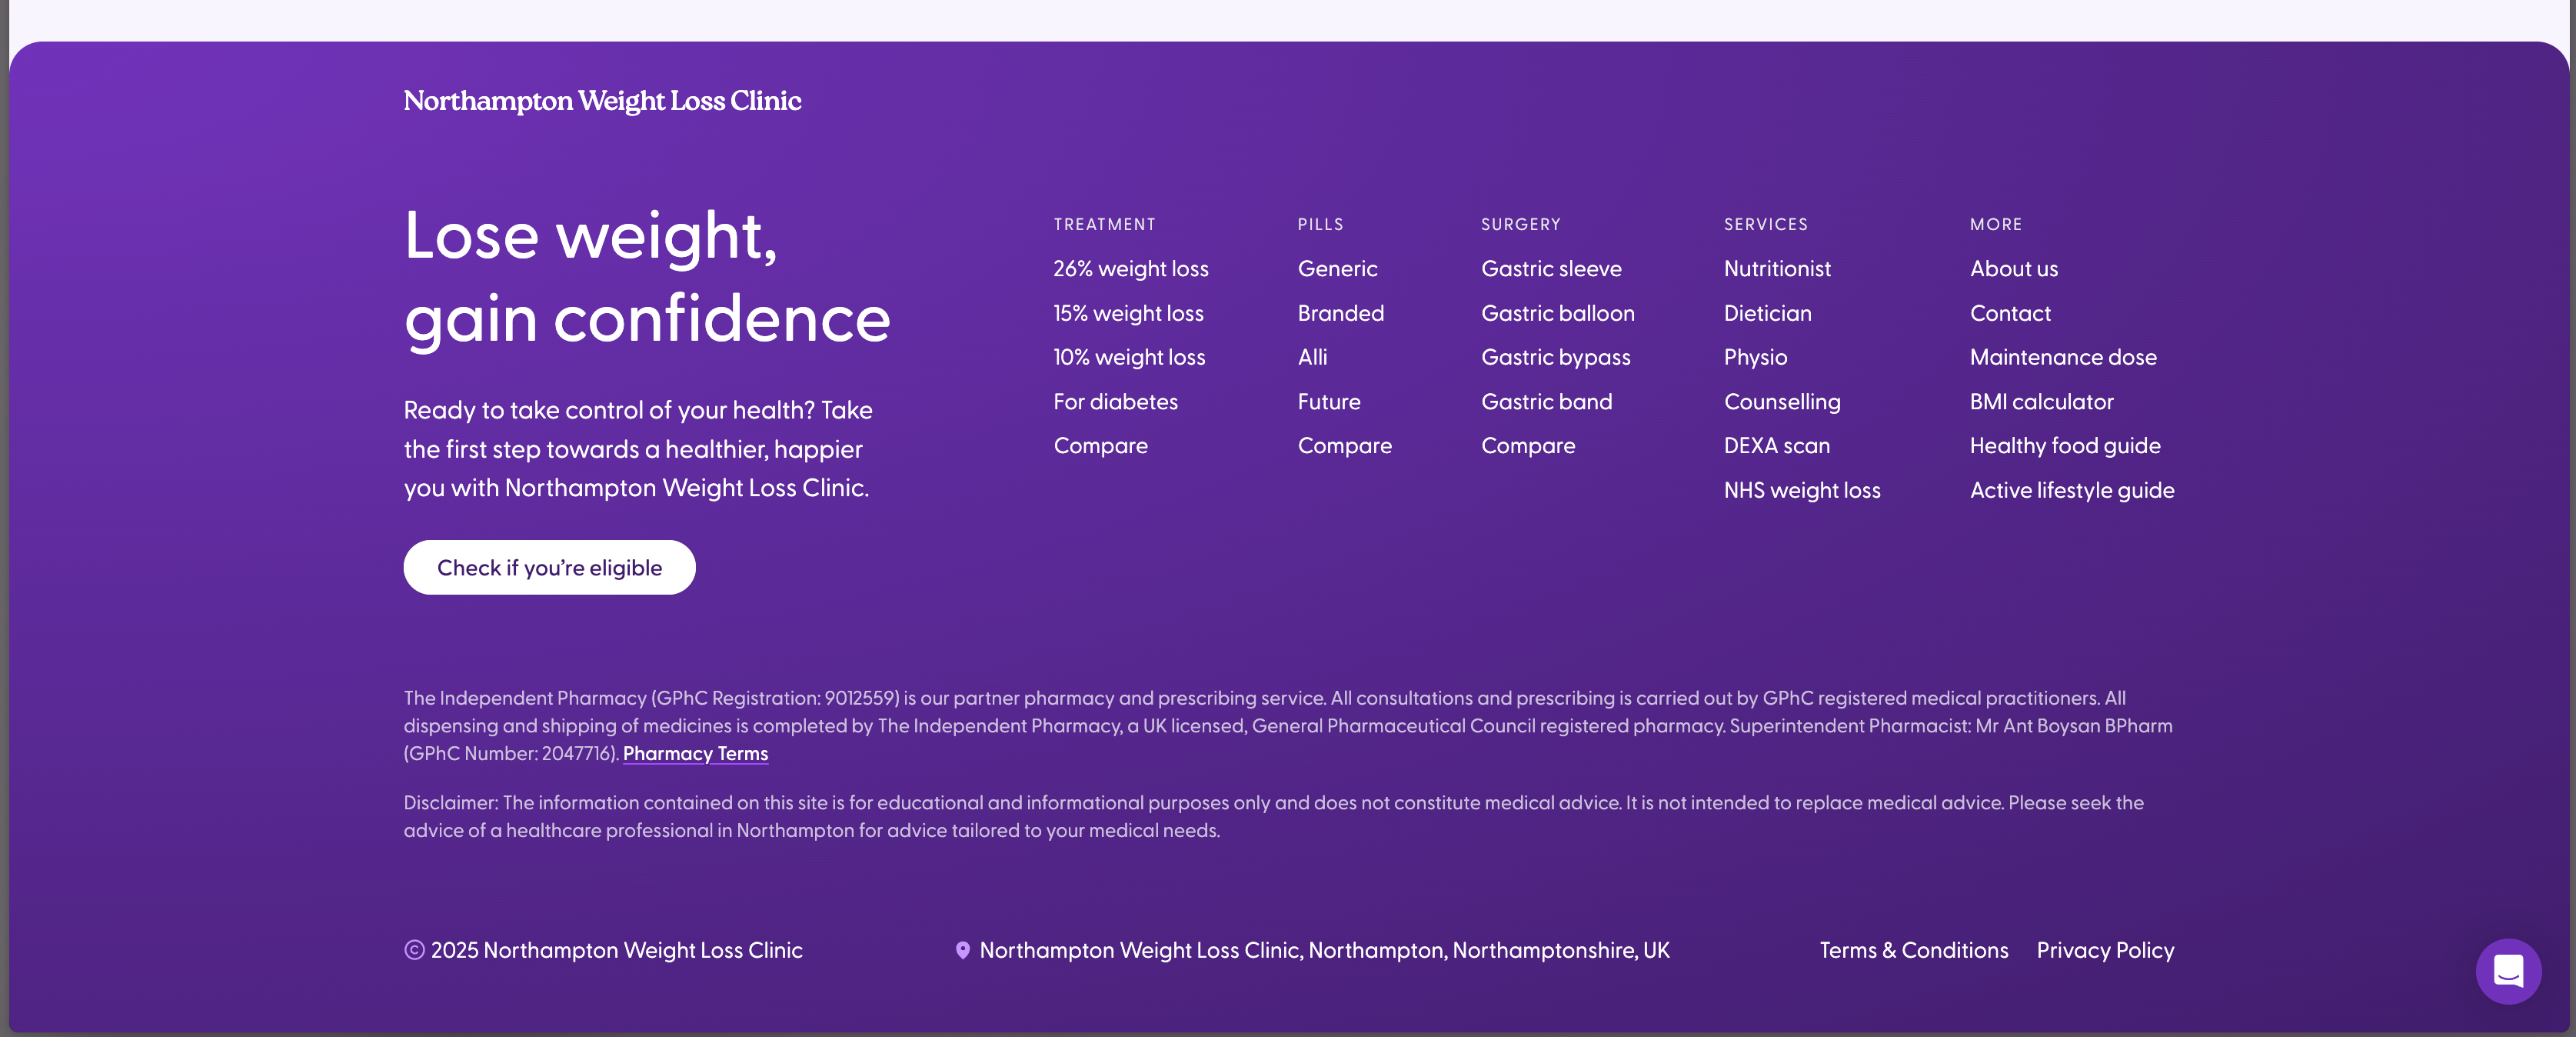 Northampton Weight Loss Clinic
Lose weight,
gain confidence
Ready to take control of your health? Take
the first step towards a healthier, happier
you with Northampton Weight Loss Clinic.
Check if you’re eligible
TREATMENT
26% weight loss
15% weight loss
10% weight loss
For diabetes
Compare
PILLS
Generic
Branded
Alli
Future
Compare
SURGERY
Gastric sleeve
Gastric balloon
Gastric bypass
Gastric band
Compare
SERVICES
Nutritionist
Dietician
Physio
Counselling
DEXA scan
NHS weight loss
MORE
About us
Contact
Maintenance dose
BMI calculator
Healthy food guide
Active lifestyle guide
The Independent Pharmacy (GPhC Registration: 9012559) is our partner pharmacy and prescribing service. All consultations and prescribing is carried out by GPhC registered medical practitioners. All
dispensing and shipping of medicines is completed by The Independent Pharmacy, a UK licensed, General Pharmaceutical Council registered pharmacy. Superintendent Pharmacist: Mr Ant Boysan BPharm
(GPhC Number: 2047716). Pharmacy Terms
Disclaimer: The information contained on this site is for educational and informational purposes only and does not constitute medical advice. It is not intended to replace medical advice. Please seek the
advice of a healthcare professional in Northampton for advice tailored to your medical needs.
© 2025 Northampton Weight Loss Clinic
Northampton Weight Loss Clinic, Northampton, Northamptonshire, UK
Terms & Conditions
Privacy Policy